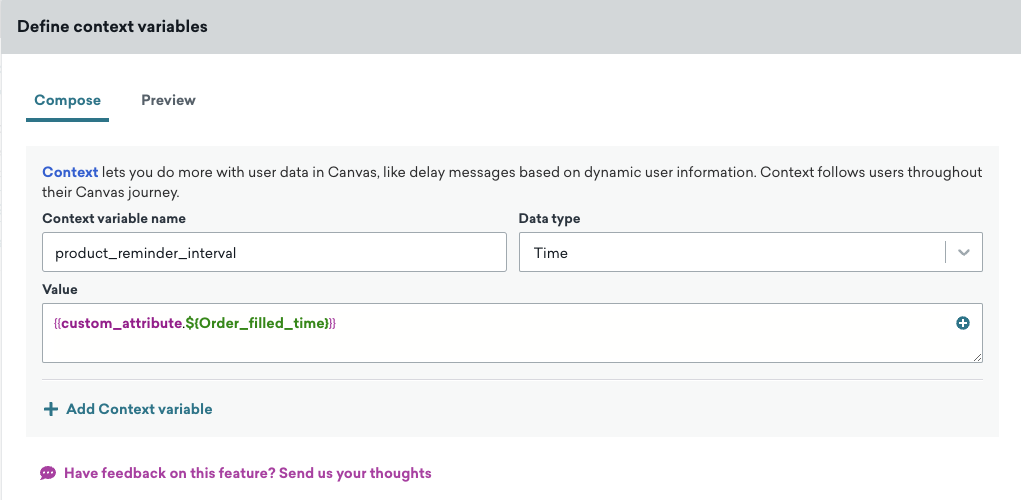 Define context variables
Compose Preview
Context lets you do more with user data in Canvas, like delay messages based on dynamic user information. Context follows users throughout
their Canvas journey.
Context variable name Data type
product_reminder_interval Time
Value
{{custom_attribute.${Order_filled_time}}}
Add Context variable
Have feedback on this feature? Send us your thoughts